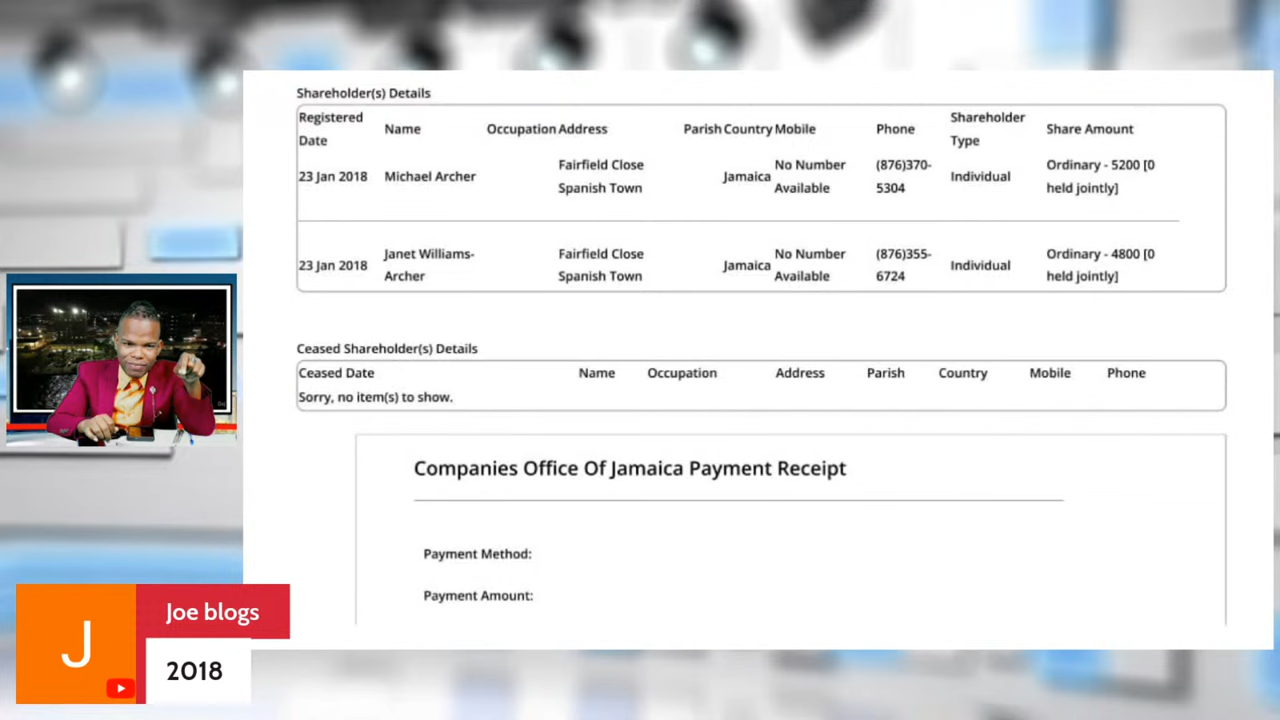 Shareholder(s) Details
Registered Date Name Occupation Address Parish Country Mobile Phone Shareholder Type Share Amount
23 Jan 2018 Michael Archer Fairfield Close Spanish Town Jamaica No Number Available (876)370-5304 Individual Ordinary - 5200 [0 held jointly]
23 Jan 2018 Janet Williams-Archer Fairfield Close Spanish Town Jamaica No Number Available (876)355-6724 Individual Ordinary - 4800 [0 held jointly]
Ceased Shareholder(s) Details
Ceased Date Name Occupation Address Parish Country Mobile Phone
Sorry, no item(s) to show.
Companies Office Of Jamaica Payment Receipt
Payment Method:
Payment Amount:
J
Joe blogs
2018